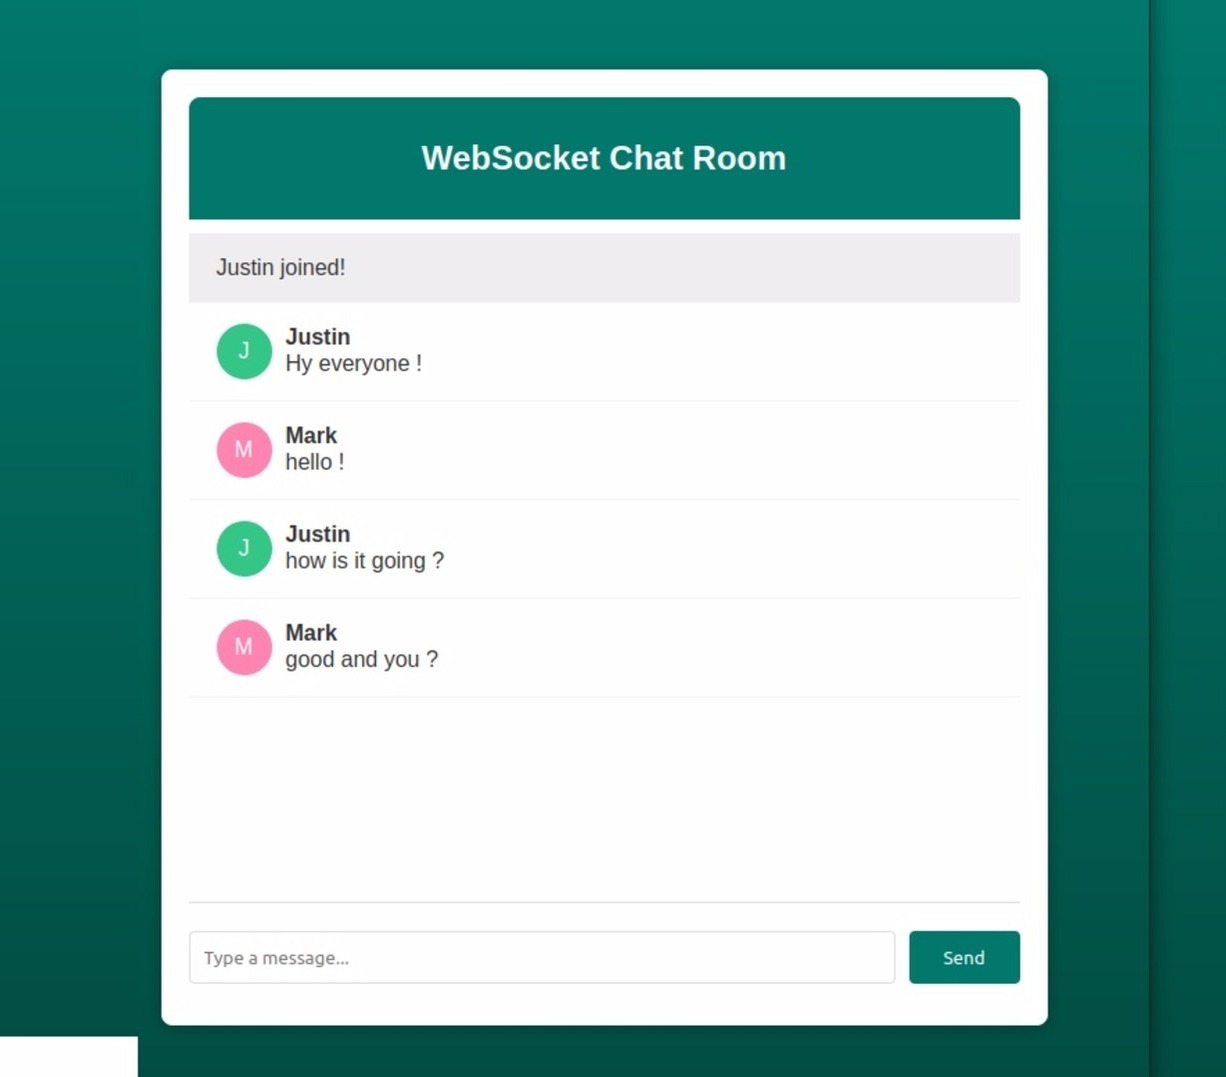 WebSocket Chat Room
Justin joined!
J
Justin
Hy everyone !
M
Mark
hello !
J
Justin
how is it going ?
M
Mark
good and you ?
Type a message...
Send